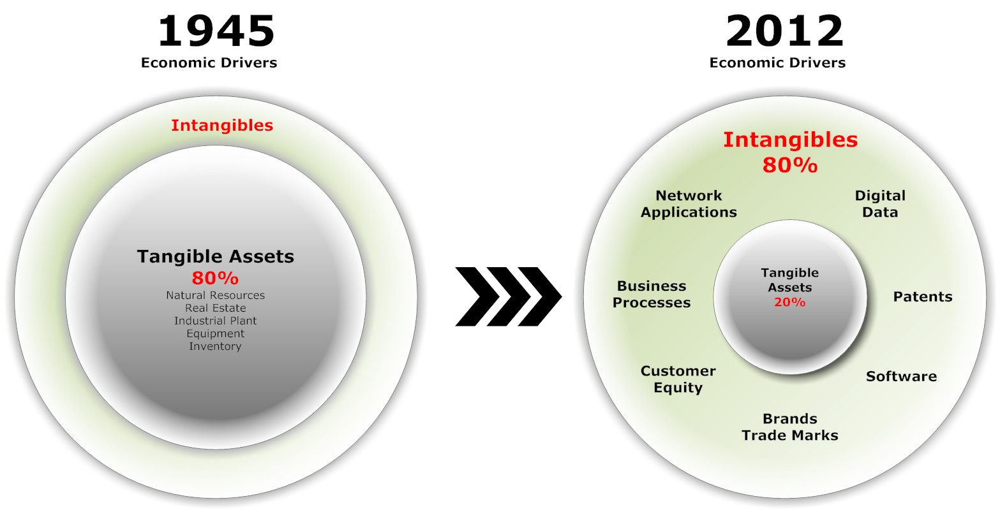 1945
Economic Drivers
Intangibles
Tangible Assets
80%
Natural Resources
Real Estate
Industrial Plant
Equipment
Inventory
2012
Economic Drivers
Intangibles
80%
Network
Applications
Digital
Data
Business
Processes
Tangible
Assets
20%
Patents
Customer
Equity
Software
Brands
Trade Marks